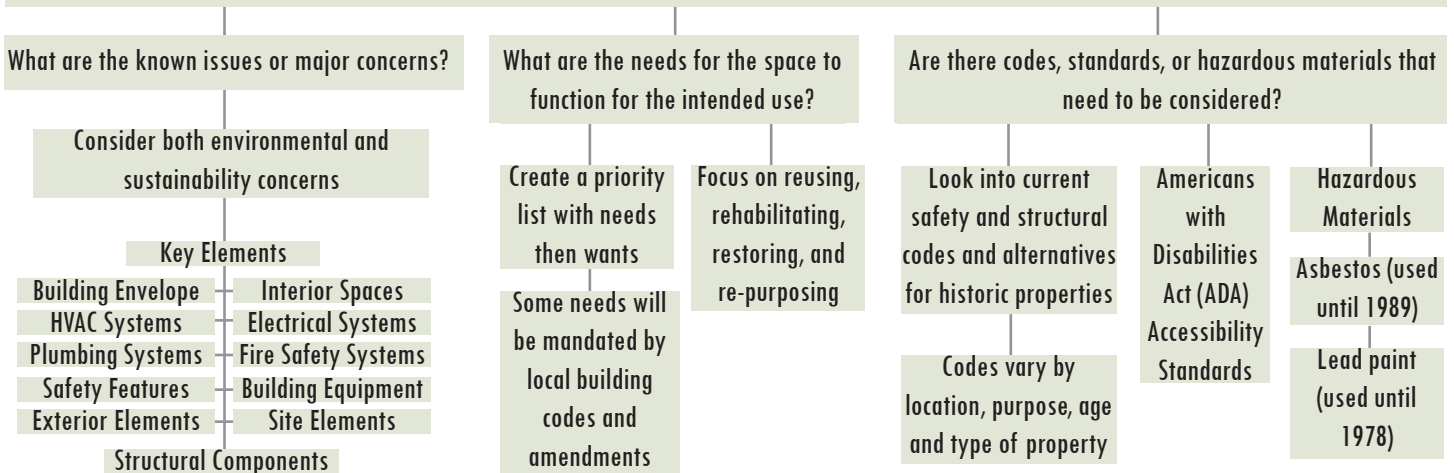 What are the known issues or major concerns?
Consider both environmental and
sustainability concerns
Key Elements
Building Envelope
Interior Spaces
HVAC Systems
Electrical Systems
Plumbing Systems
Fire Safety Systems
Safety Features
Building Equipment
Exterior Elements
Site Elements
Structural Components
What are the needs for the space to
function for the intended use?
Create a priority
list with needs
then wants
Some needs will
be mandated by
local building
codes and
amendments
Focus on reusing,
rehabilitating,
restoring, and
re-purposing
Are there codes, standards, or hazardous materials that
need to be considered?
Look into current
safety and structural
codes and alternatives
for historic properties
Codes vary by
location, purpose, age
and type of property
Americans
with
Disabilities
Act (ADA)
Accessibility
Standards
Hazardous
Materials
Asbestos (used
until 1989)
Lead paint
(used until
1978)